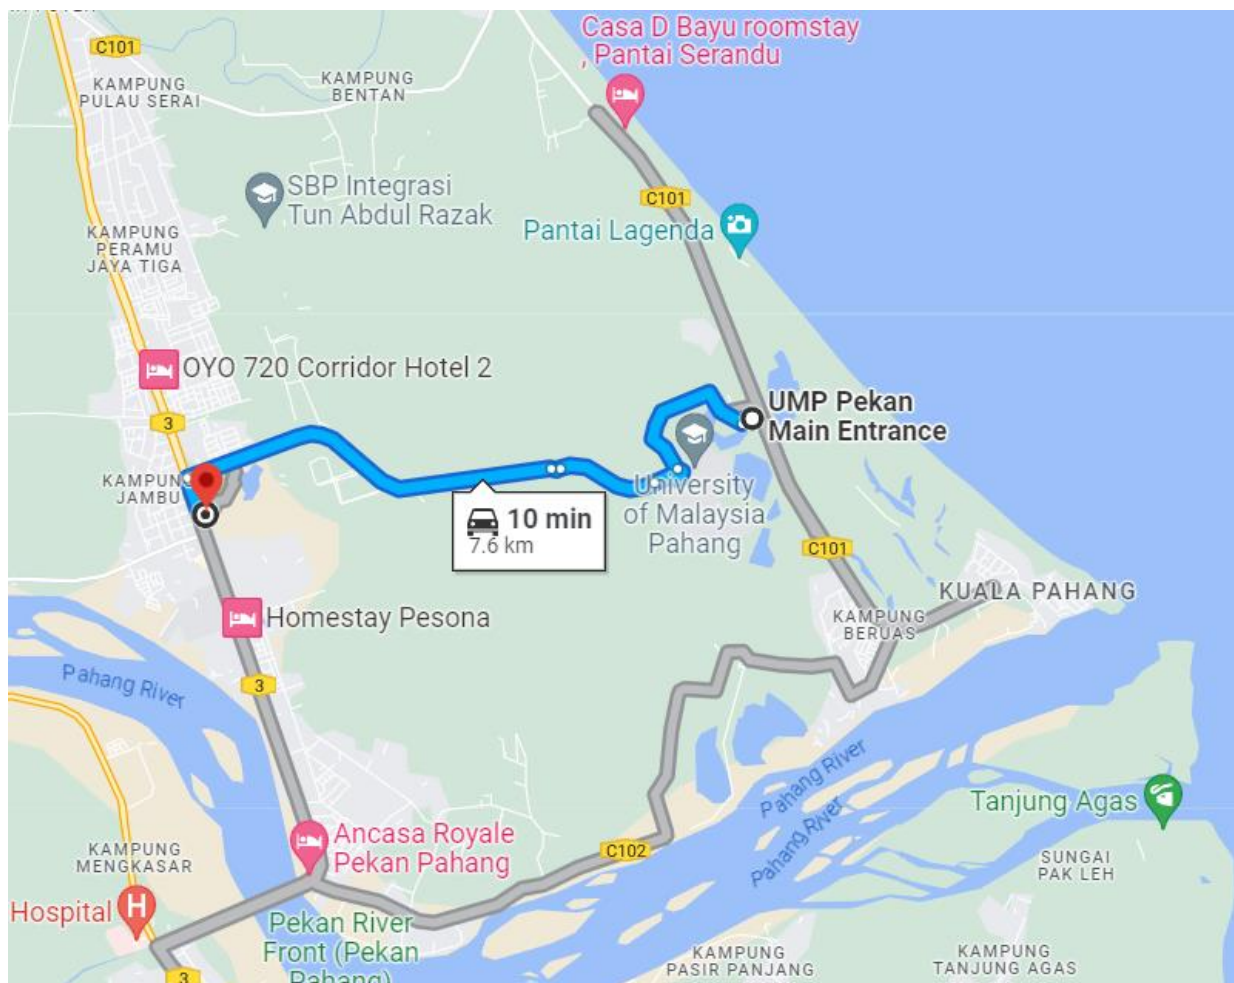 C101
KAMPUNG
PULAU SERAI
KAMPUNG
BENTAN
Casa D Bayu roomstay
, Pantai Serandu
SBP Integrasi
Tun Abdul Razak
C101
Pantai Lagenda
KAMPUNG
PERAMU
JAYA TIGA
OYO 720 Corridor Hotel 2
3
UMP Pekan
Main Entrance
KAMPUNG
JAMBU
University
of Malaysia
Pahang
10 min
7.6 km
C101
KUALA PAHANG
KAMPUNG
BERUAS
Homestay Pesona
Pahang River
3
Pahang River
Pahang River
Tanjung Agas
Ancasa Royale
Pekan Pahang
C102
KAMPUNG
MENGKASAR
SUNGAI
PAK LEH
Hospital
H
Pekan River
Front (Pekan
Pahang)
KAMPUNG
PASIR PANJANG
KAMPUNG
TANJUNG AGAS
3